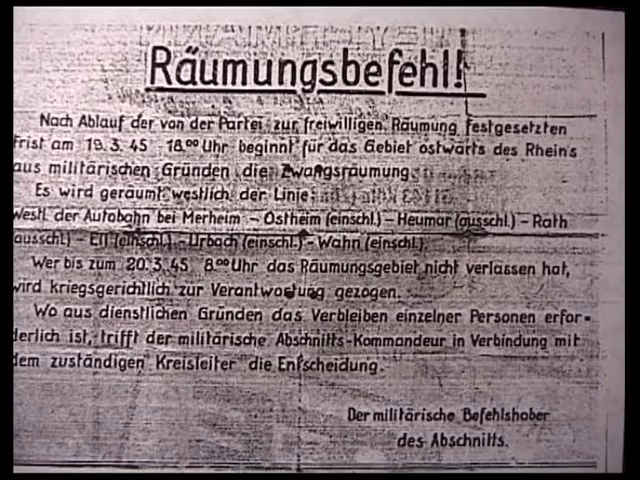 Räumungsbefehl!
Nach Ablauf der von der Partei zur freiwilligen Räumung festgesetzten
Frist am 19.3.45 18.00 Uhr beginnt für das Gebiet ostwärts des Rheins
aus militärischen Gründen die Zwangsräumung.
Es wird geräumt westlich der Linie:
Westl. der Autobahn bei Merheim - Ostheim (einschl.) - Heumar (ausschl.) - Rath
(ausschl.) - Eil (einschl.) - Urbach (einschl.) - Wahn (einschl.)
Wer bis zum 20.3.45 8.00 Uhr das Räumungsgebiet nicht verlassen hat,
wird kriegsgerichtlich zur Verantwortung gezogen.
Wo aus dienstlichen Gründen das Verbleiben einzelner Personen erfor-
derlich ist, trifft der militärische Abschnitts-Kommandeur in Verbindung mit
dem zuständigen Kreisleiter die Entscheidung.
Der militärische Befehlshaber
des Abschnitts.